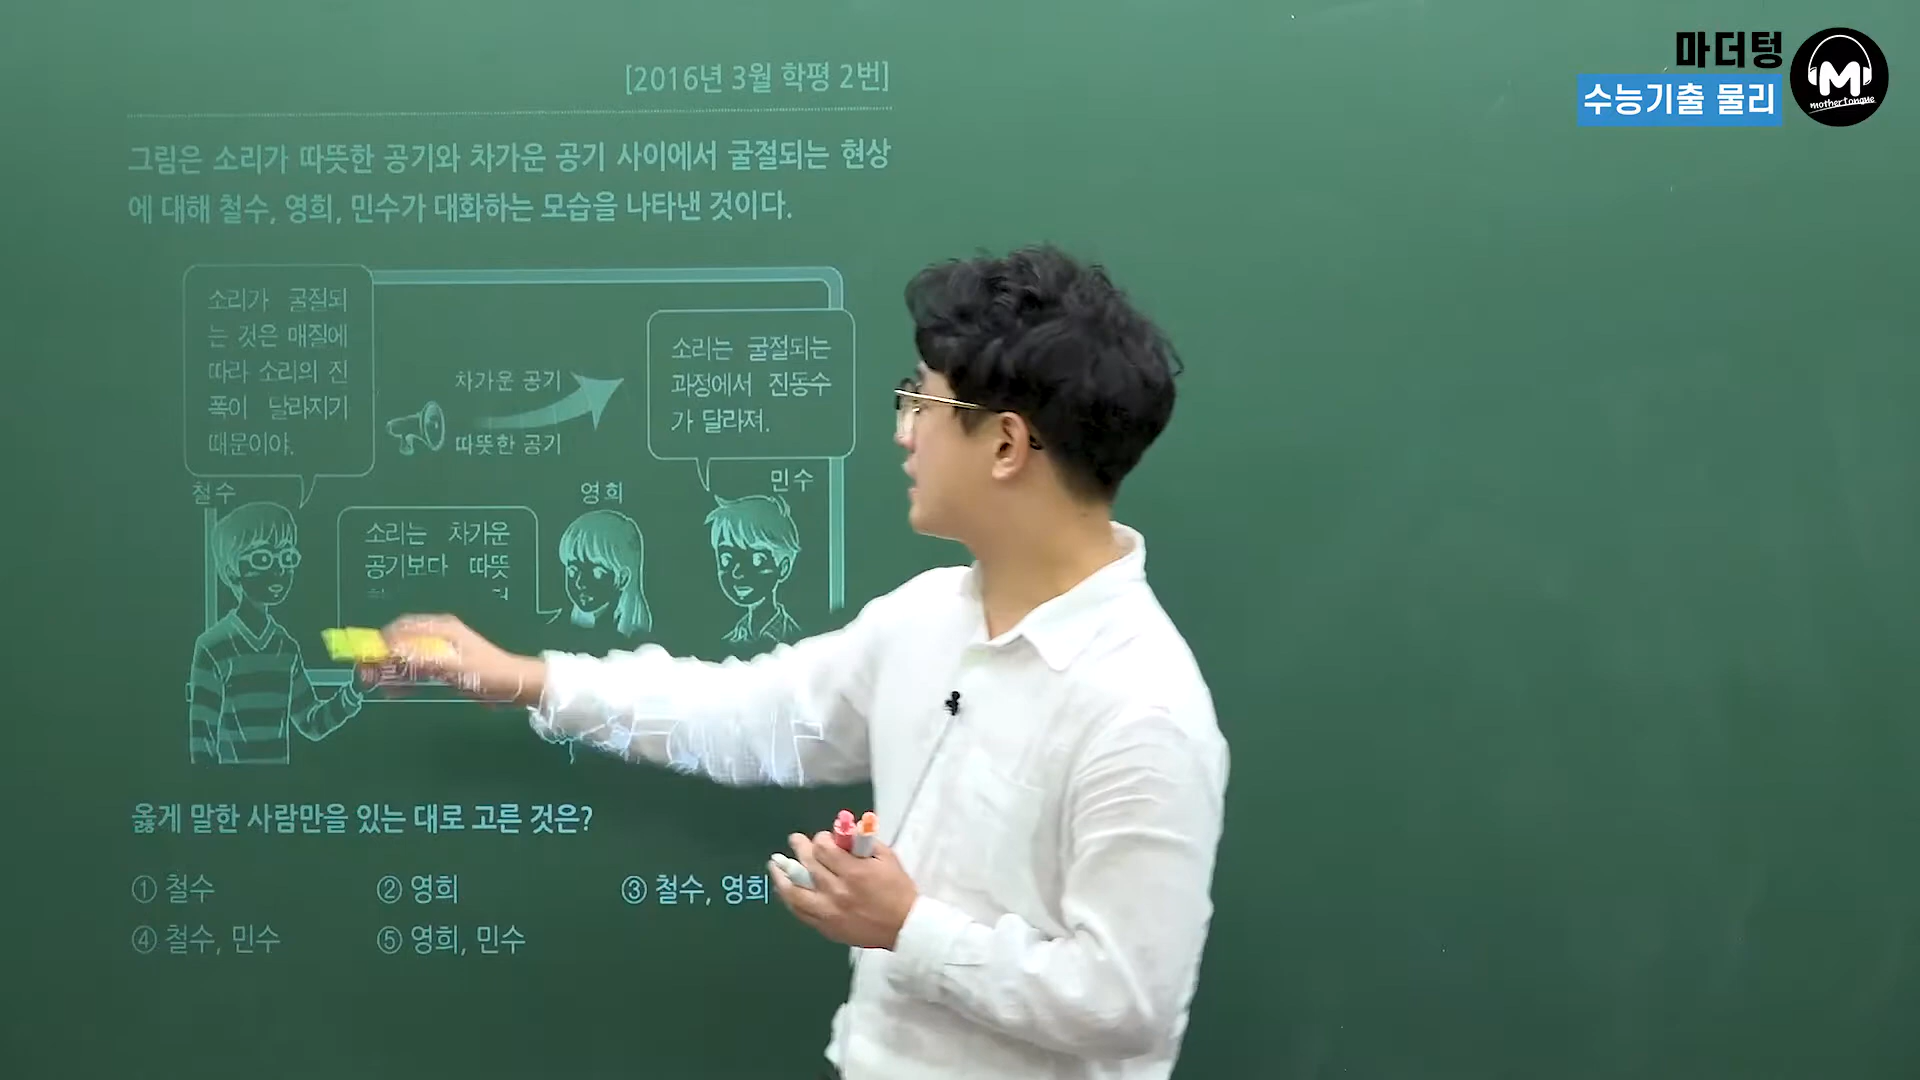 마더텅
수능기출 물리
M
mothertongue
[2016년 3월 학평 2번]
그림은 소리가 따뜻한 공기와 차가운 공기 사이에서 굴절되는 현상
에 대해 철수, 영희, 민수가 대화하는 모습을 나타낸 것이다.
소리가 굴절되
는 것은 매질에
따라 소리의 진
폭이 달라지기
때문이야.
차가운 공기
따뜻한 공기
소리는 굴절되는
과정에서 진동수
가 달라져.
철수
영희
민수
소리는 차가운
공기보다 따뜻
옳게 말한 사람만을 있는 대로 고른 것은?
① 철수 ② 영희 ③ 철수, 영희
④ 철수, 민수 ⑤ 영희, 민수